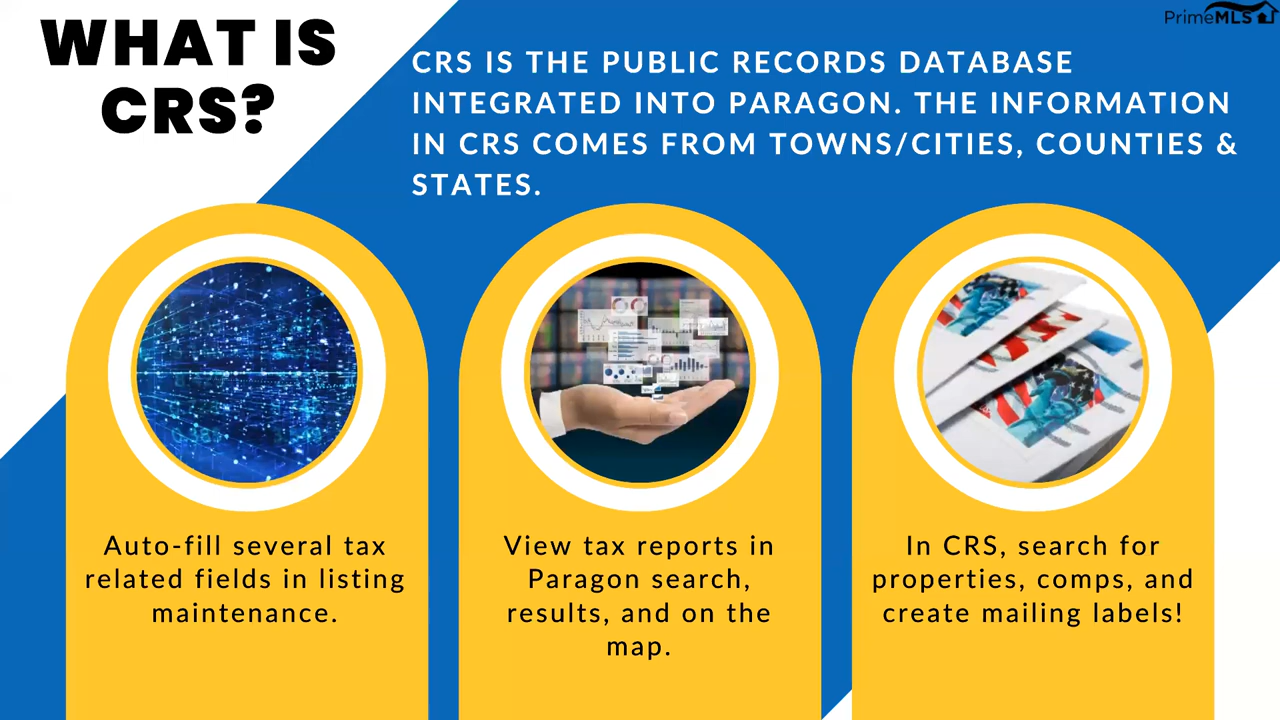 WHAT IS
CRS?
PrimeMLS
CRS IS THE PUBLIC RECORDS DATABASE
INTEGRATED INTO PARAGON. THE INFORMATION
IN CRS COMES FROM TOWNS/CITIES, COUNTIES &
STATES.
Auto-fill several tax
related fields in listing
maintenance.
View tax reports in
Paragon search,
results, and on the
map.
In CRS, search for
properties, comps, and
create mailing labels!